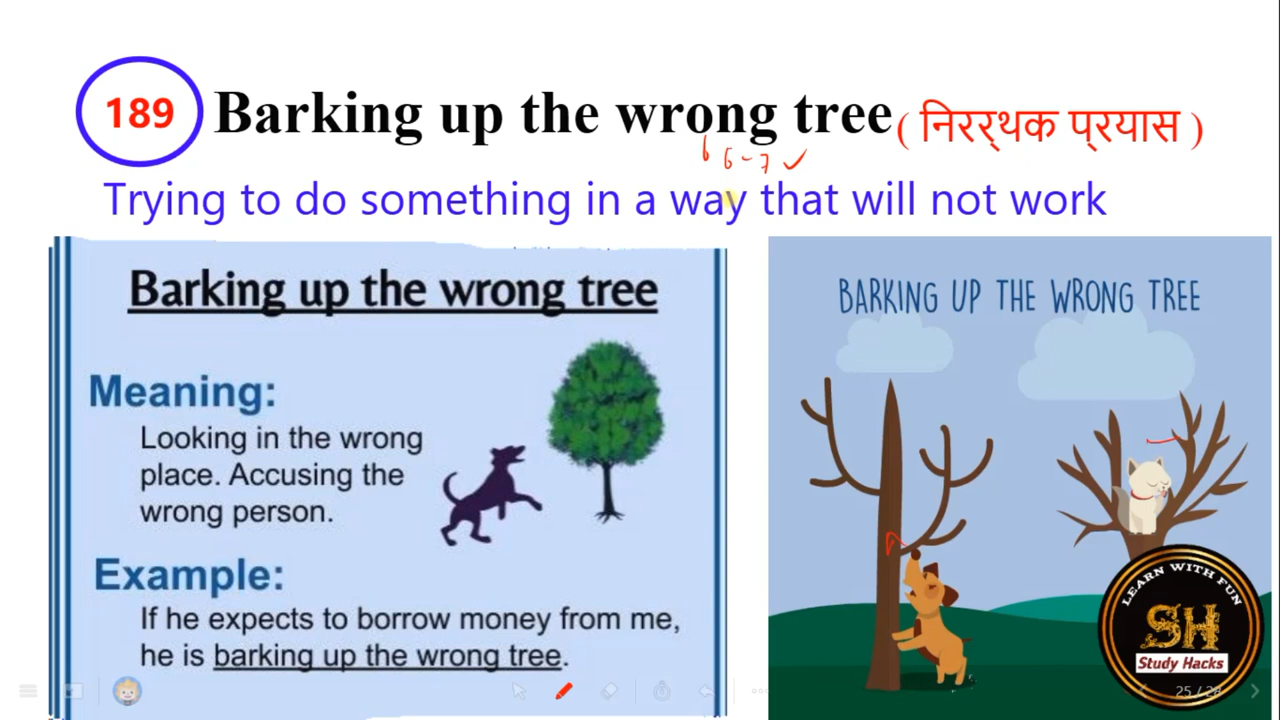 189 Barking up the wrong tree ( निरर्थक प्रयास )
6 6-7 ✓
Trying to do something in a way that will not work
Barking up the wrong tree
Meaning:
Looking in the wrong
place. Accusing the
wrong person.
Example:
If he expects to borrow money from me,
he is barking up the wrong tree.
BARKING UP THE WRONG TREE
LEARN WITH FUN
SH
Study Hacks